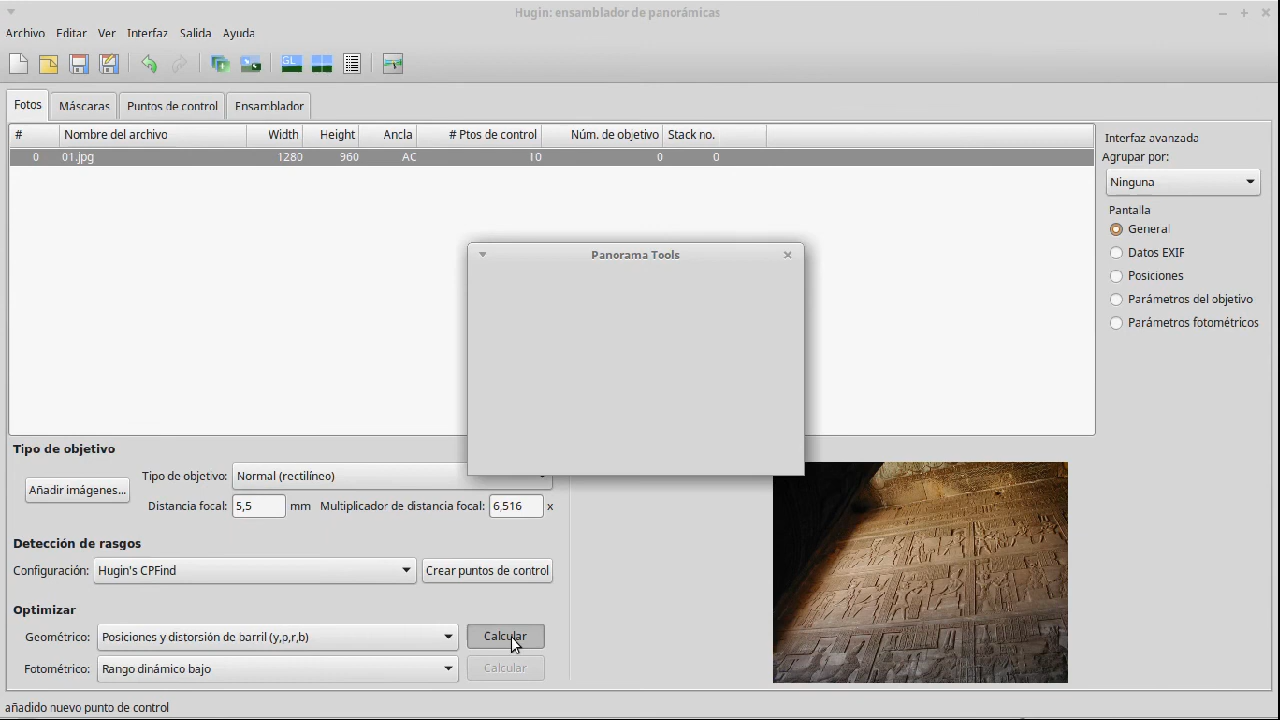 Hugin: ensamblador de panorámicas
Archivo Editar Ver Interfaz Salida Ayuda
GL
Fotos Máscaras Puntos de control Ensamblador
# Nombre del archivo Width Height Ancla # Ptos de control Núm. de objetivo Stack no.
0 01.jpg 1280 960 AC 10 0 0
Interfaz avanzada
Agrupar por:
Ninguna
Pantalla
General
Datos EXIF
Posiciones
Parámetros del objetivo
Parámetros fotométricos
Panorama Tools
Tipo de objetivo
Añadir imágenes...
Tipo de objetivo: Normal (rectilíneo)
Distancia focal: 5,5 mm Multiplicador de distancia focal: 6,516 x
Detección de rasgos
Configuración: Hugin's CPFind Crear puntos de control
Optimizar
Geométrico: Posiciones y distorsión de barril (y,p,r,b) Calcular
Fotométrico: Rango dinámico bajo Calcular
añadido nuevo punto de control